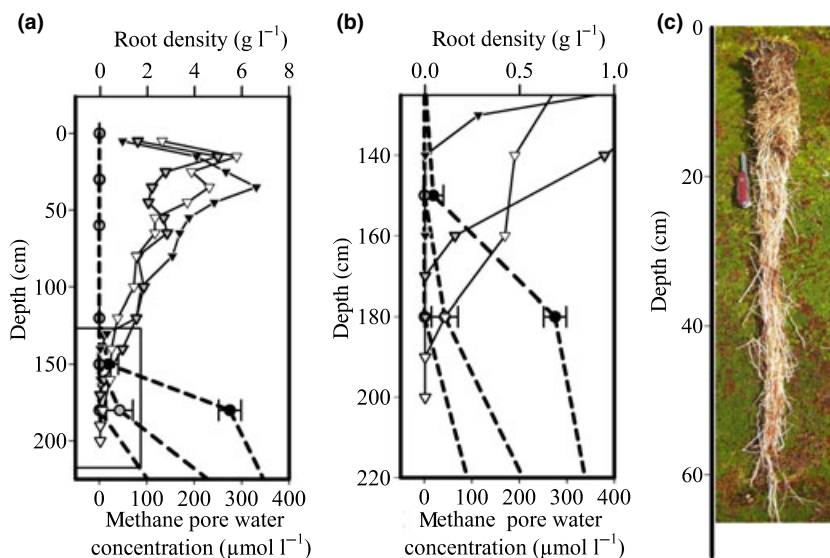 (a)
Root density (g l⁻¹)
0 2 4 6 8
Depth (cm)
0
50
100
150
200
0 100 200 300 400
Methane pore water
concentration (µmol l⁻¹)
(b)
Root density (g l⁻¹)
0.0 0.5 1.0
Depth (cm)
140
160
180
200
220
0 100 200 300 400
Methane pore water
concentration (µmol l⁻¹)
(c)
Depth (cm)
0
20
40
60